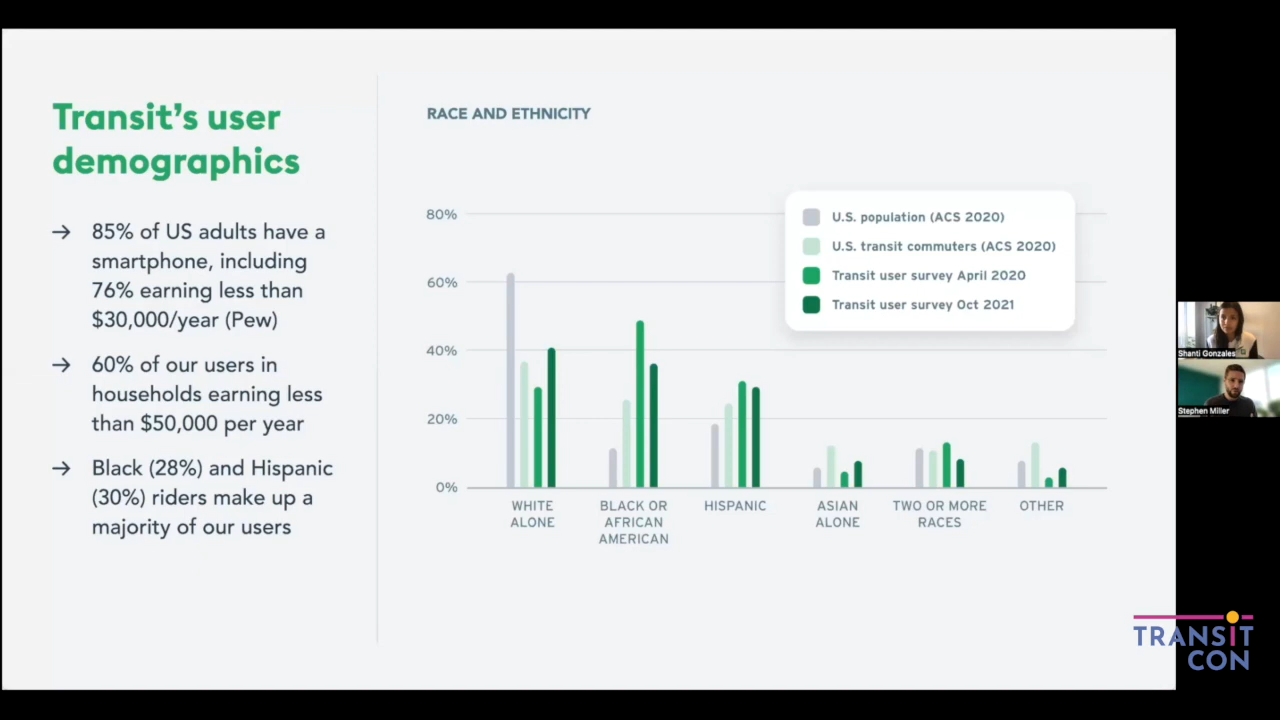 Transit's user
demographics
→ 85% of US adults have a
smartphone, including
76% earning less than
$30,000/year (Pew)
→ 60% of our users in
households earning less
than $50,000 per year
→ Black (28%) and Hispanic
(30%) riders make up a
majority of our users
RACE AND ETHNICITY
U.S. population (ACS 2020)
U.S. transit commuters (ACS 2020)
Transit user survey April 2020
Transit user survey Oct 2021
80%
60%
40%
20%
0%
WHITE
ALONE
BLACK OR
AFRICAN
AMERICAN
HISPANIC
ASIAN
ALONE
TWO OR MORE
RACES
OTHER
Shanti Gonzales
Stephen Miller
TRANSIT
CON